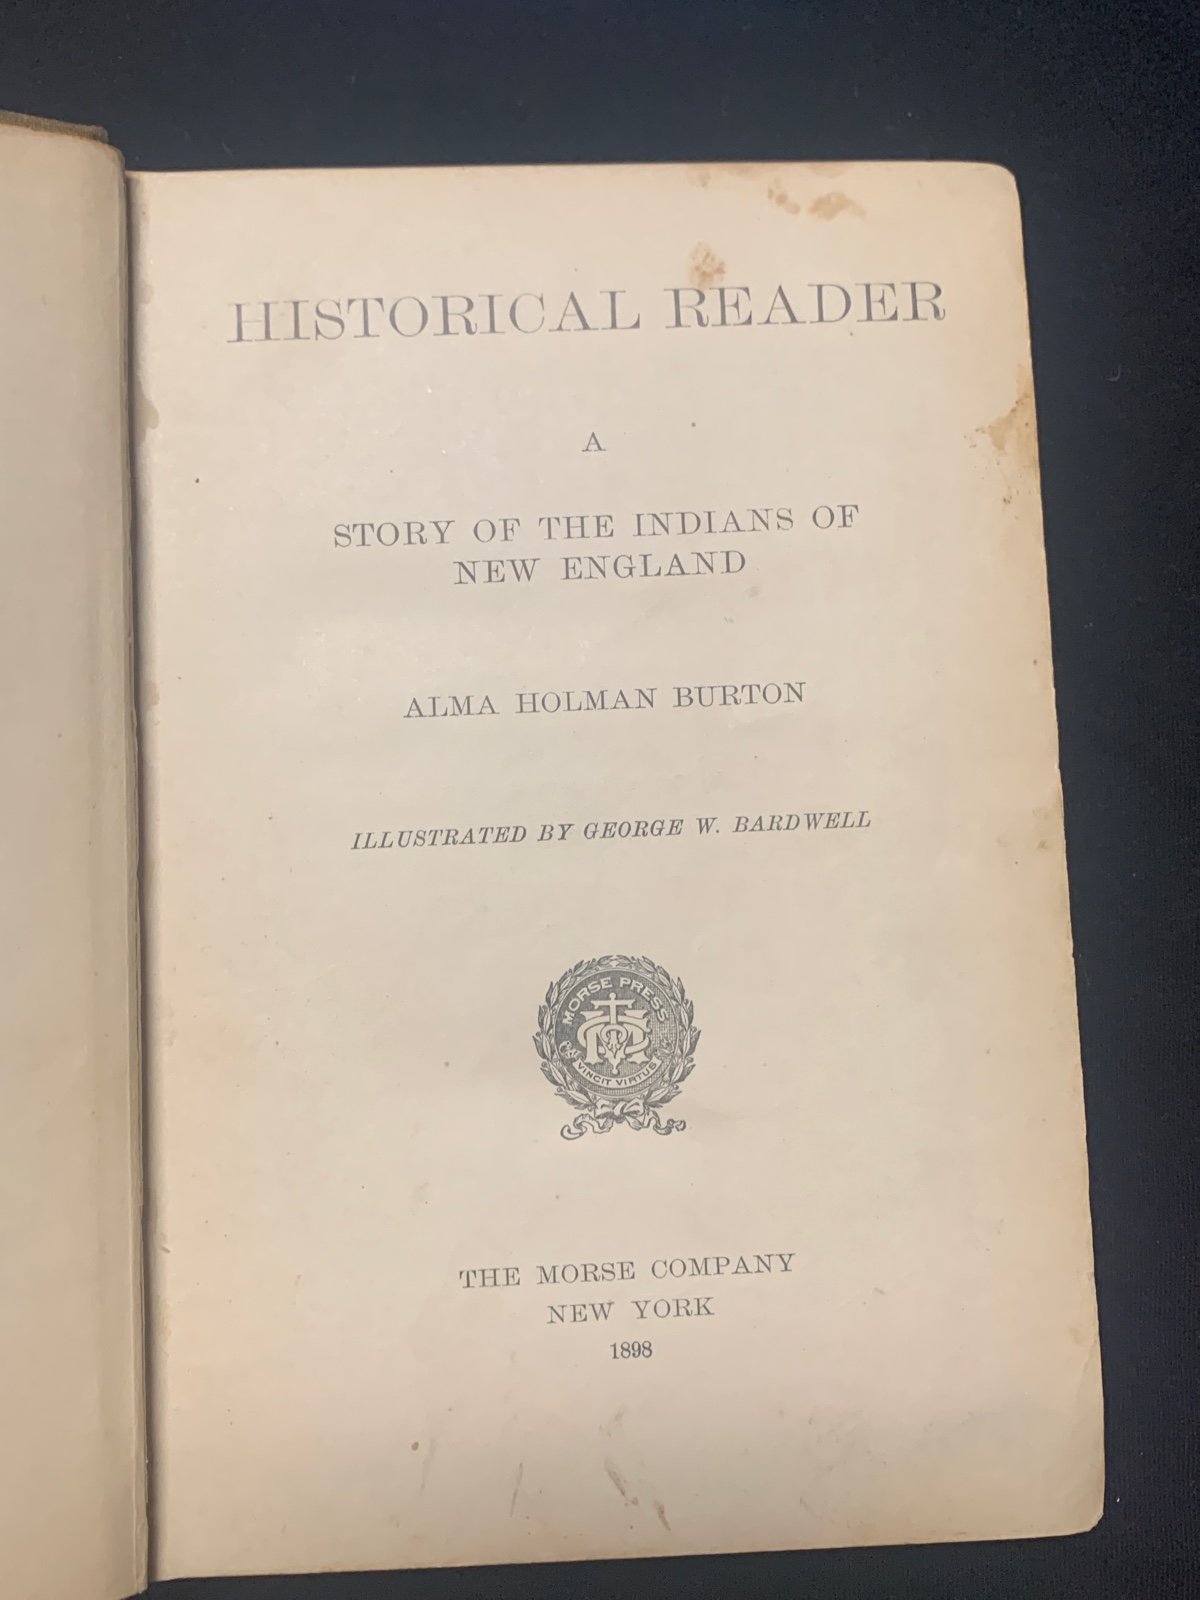 HISTORICAL READER
A
STORY OF THE INDIANS OF
NEW ENGLAND
ALMA HOLMAN BURTON
ILLUSTRATED BY GEORGE W. BARDWELL
MORSE PRESS
VINCIT VIRTUS
THE MORSE COMPANY
NEW YORK
1898